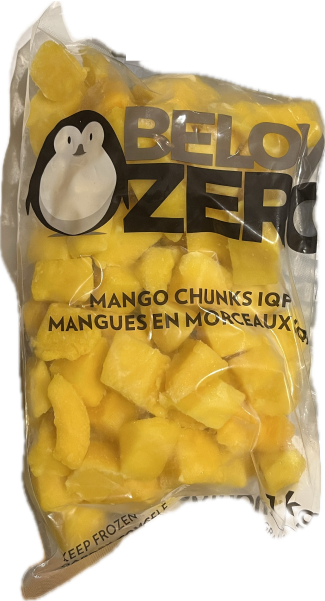 BELOW
ZERO
MANGO CHUNKS IQF
MANGUES EN MORCEAUX
KEEP FROZEN